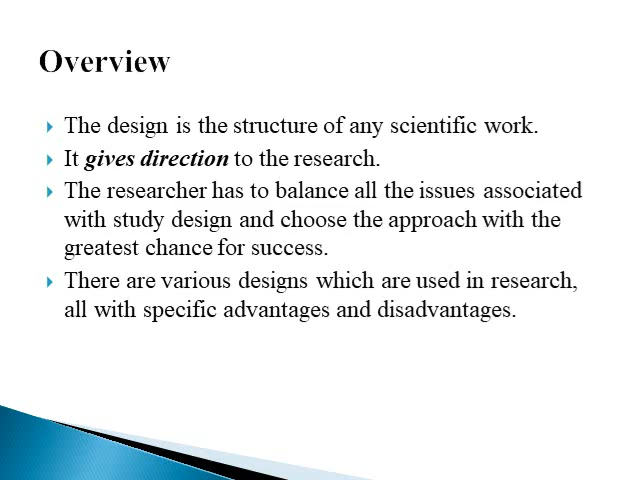 Overview
The design is the structure of any scientific work.
It gives direction to the research.
The researcher has to balance all the issues associated
with study design and choose the approach with the
greatest chance for success.
There are various designs which are used in research,
all with specific advantages and disadvantages.